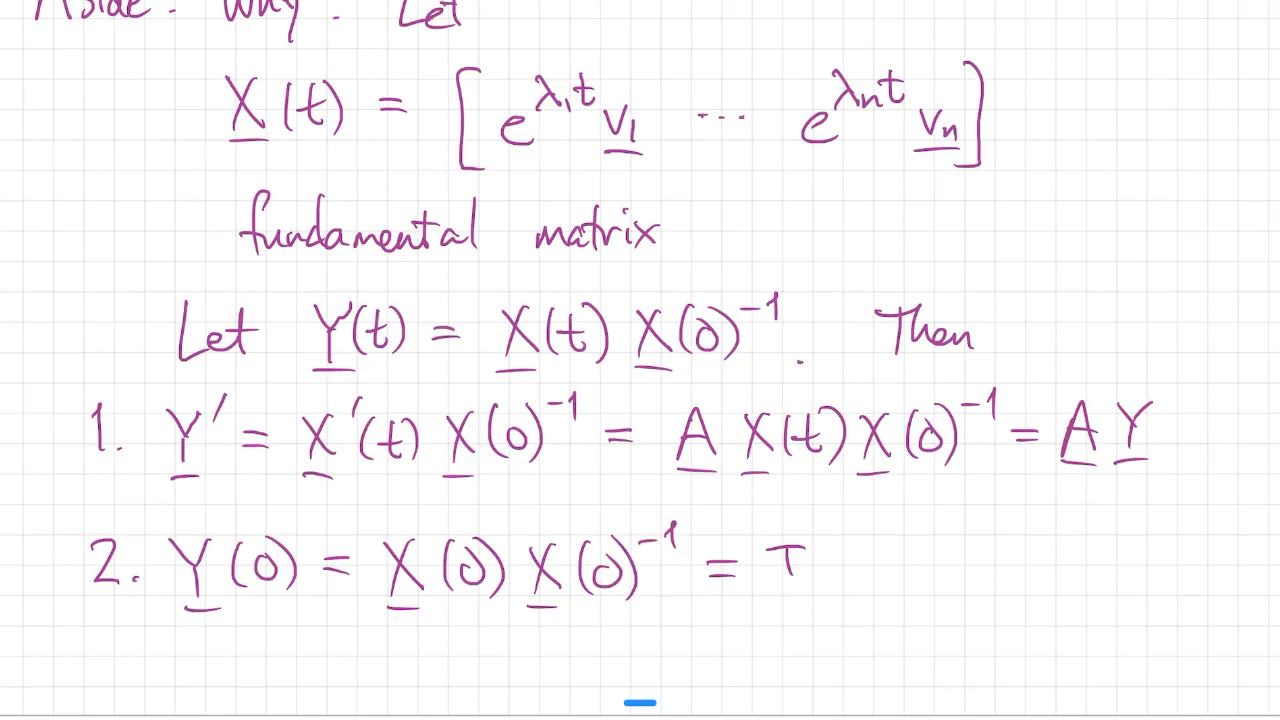 Aside: Why? Let
X(t) = [e^{λ₁t} v₁ ... e^{λₙt} vₙ]
fundamental matrix
Let Y(t) = X(t) X(0)⁻¹. Then
1. Y' = X'(t) X(0)⁻¹ = A X(t) X(0)⁻¹ = A Y
2. Y(0) = X(0) X(0)⁻¹ =